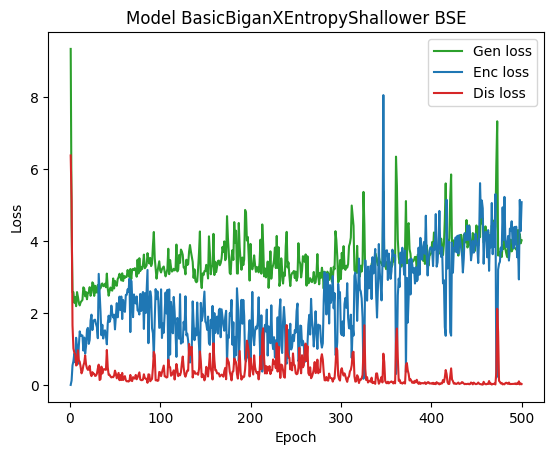 Model BasicBiganXEntropyShallower BSE
Gen loss
Enc loss
Dis loss
Loss
8
6
4
2
0
0 100 200 300 400 500
Epoch